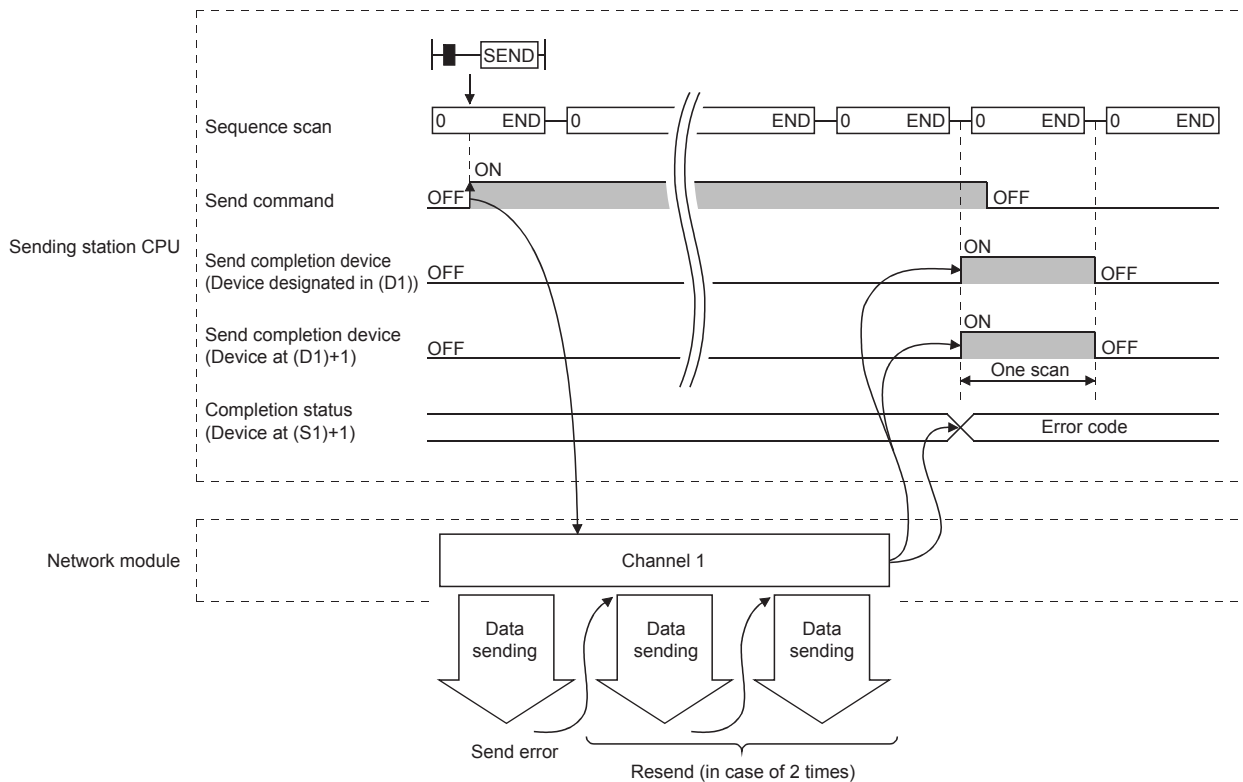 SEND
Sequence scan
0 END 0 END 0 END 0 END 0 END
ON
Send command
OFF
OFF
Sending station CPU
Send completion device
(Device designated in (D1))
ON
OFF
OFF
Send completion device
(Device at (D1)+1)
ON
OFF
OFF
One scan
Completion status
(Device at (S1)+1)
Error code
Network module
Channel 1
Data
sending
Data
sending
Data
sending
Send error
Resend (in case of 2 times)